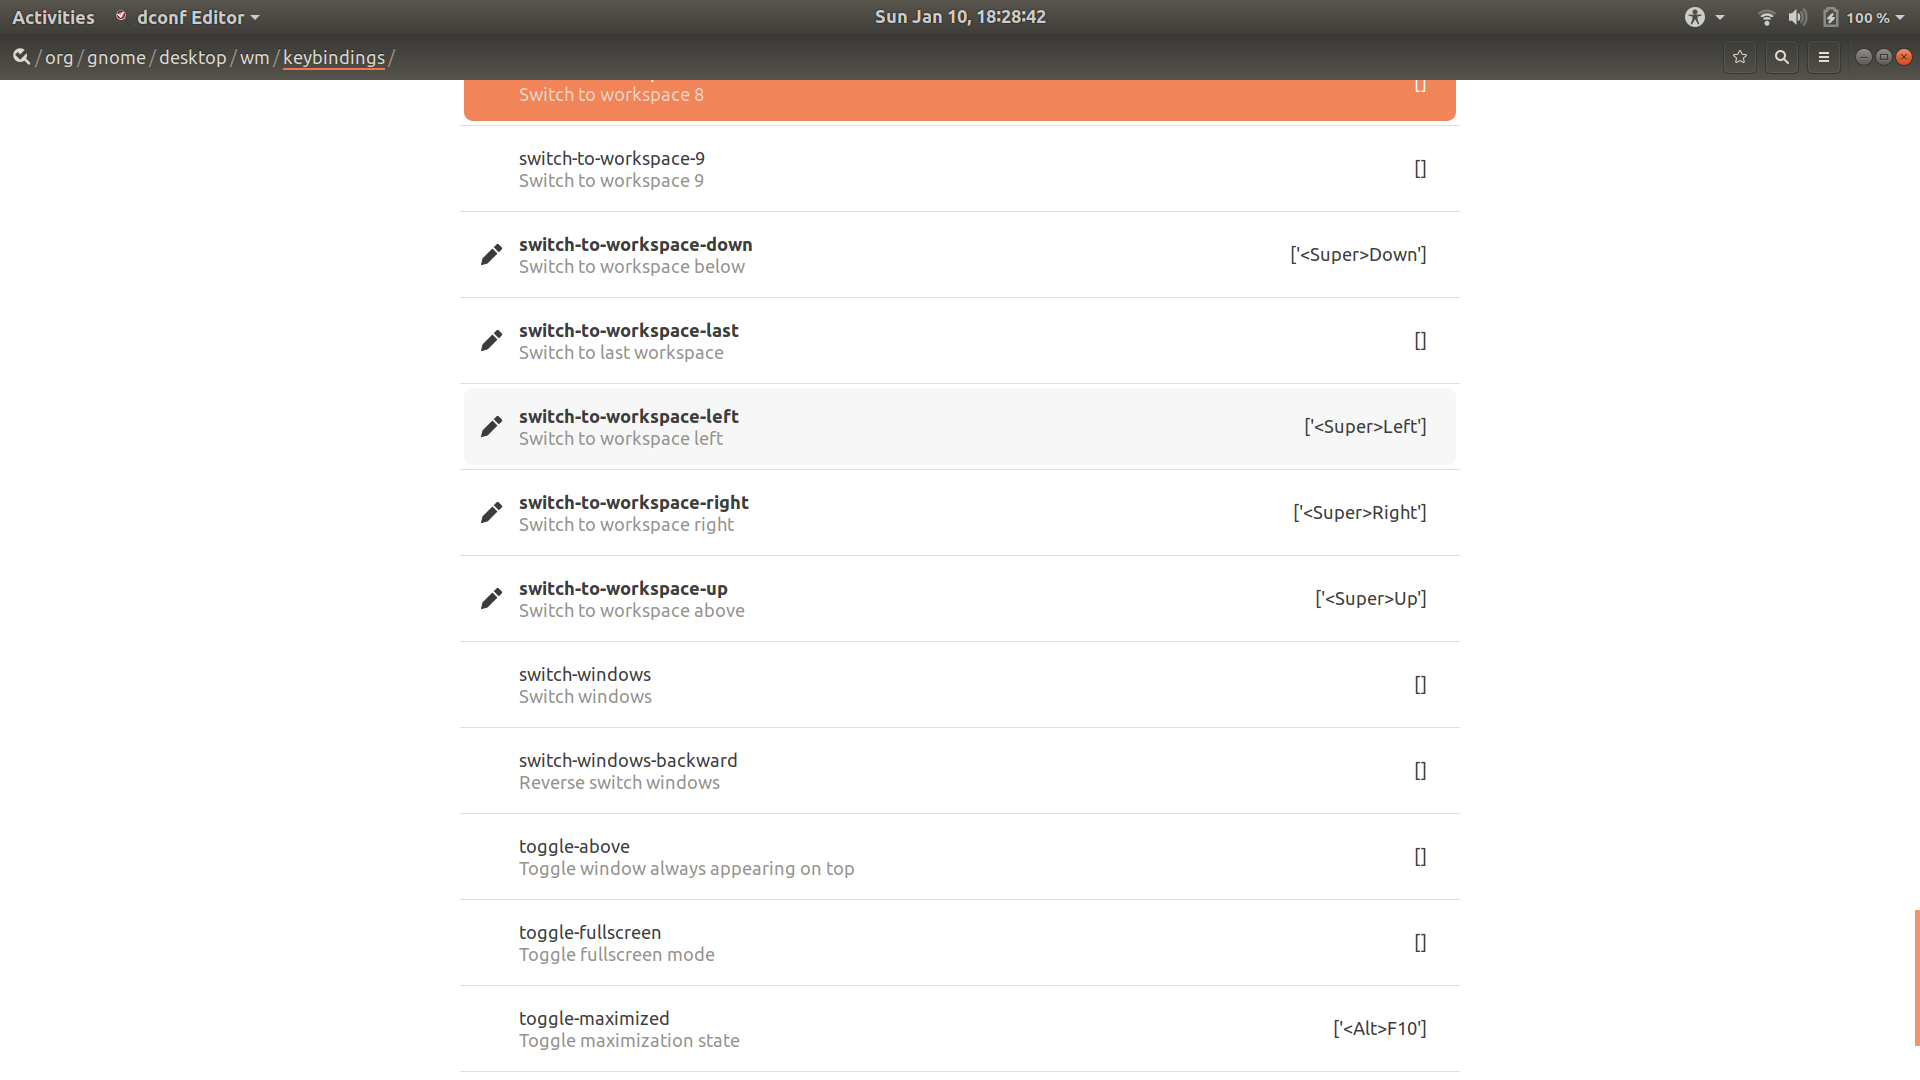 Activities dconf Editor Sun Jan 10, 18:28:42 100 %
/ org / gnome / desktop / wm / keybindings /
Switch to workspace 8 []
switch-to-workspace-9
Switch to workspace 9 []
switch-to-workspace-down
Switch to workspace below ['<Super>Down']
switch-to-workspace-last
Switch to last workspace []
switch-to-workspace-left
Switch to workspace left ['<Super>Left']
switch-to-workspace-right
Switch to workspace right ['<Super>Right']
switch-to-workspace-up
Switch to workspace above ['<Super>Up']
switch-windows
Switch windows []
switch-windows-backward
Reverse switch windows []
toggle-above
Toggle window always appearing on top []
toggle-fullscreen
Toggle fullscreen mode []
toggle-maximized
Toggle maximization state ['<Alt>F10']